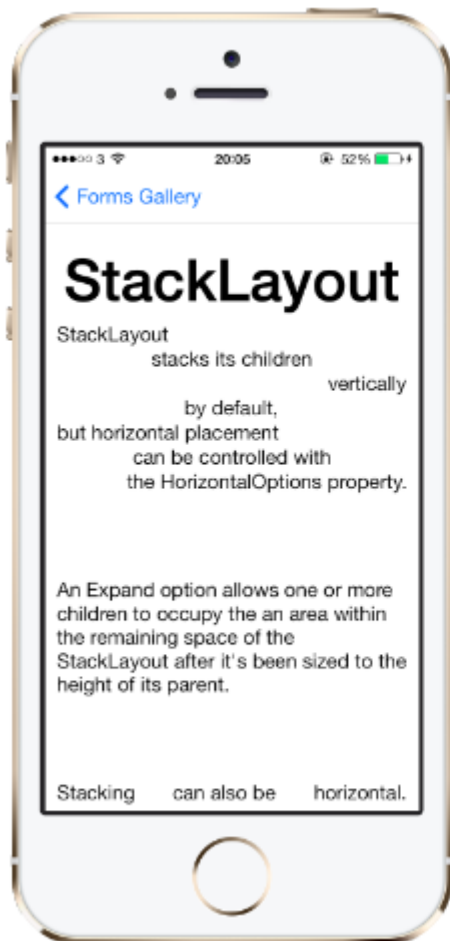 3 20:05 52%
Forms Gallery
StackLayout
StackLayout
stacks its children
vertically
by default,
but horizontal placement
can be controlled with
the HorizontalOptions property.
An Expand option allows one or more
children to occupy the an area within
the remaining space of the
StackLayout after it's been sized to the
height of its parent.
Stacking can also be horizontal.